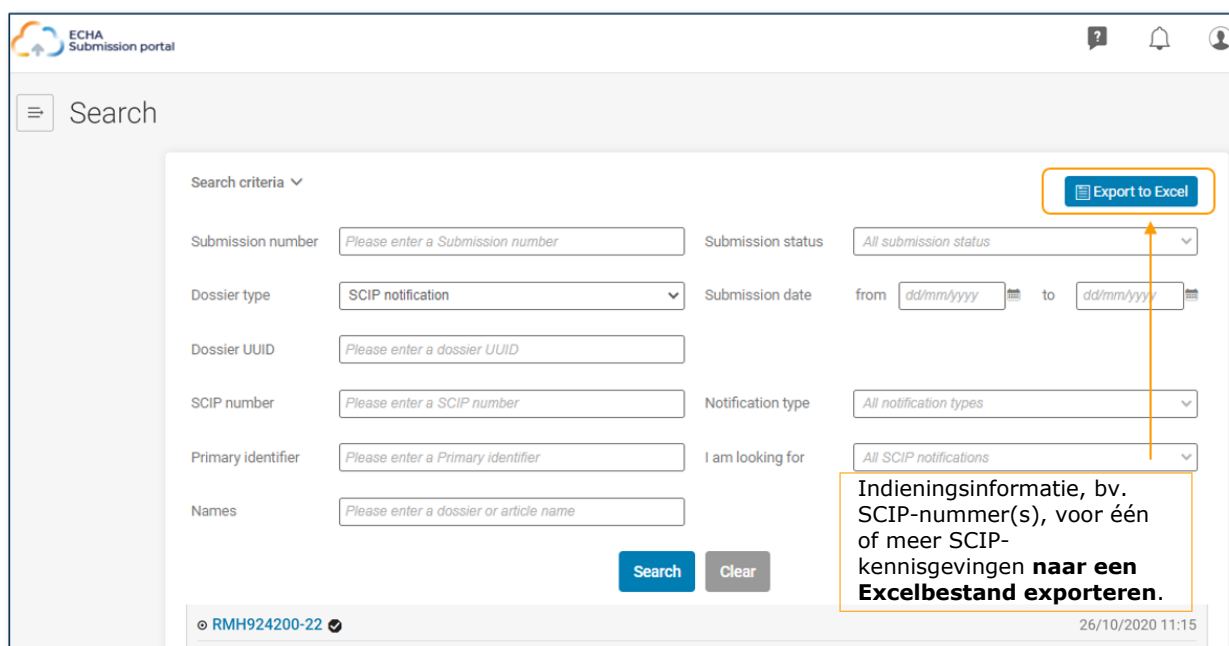 ECHA
Submission portal
Search
Search criteria
Export to Excel
Submission number Please enter a Submission number Submission status All submission status
Dossier type SCIP notification Submission date from dd/mm/yyyy to dd/mm/yyyy
Dossier UUID Please enter a dossier UUID
SCIP number Please enter a SCIP number Notification type All notification types
Primary identifier Please enter a Primary identifier I am looking for All SCIP notifications
Names Please enter a dossier or article name
Indieningsinformatie, bv.
SCIP-nummer(s), voor één
of meer SCIP-
kennisgevingen naar een
Excelbestand exporteren.
Search Clear
RMH924200-22 26/10/2020 11:15